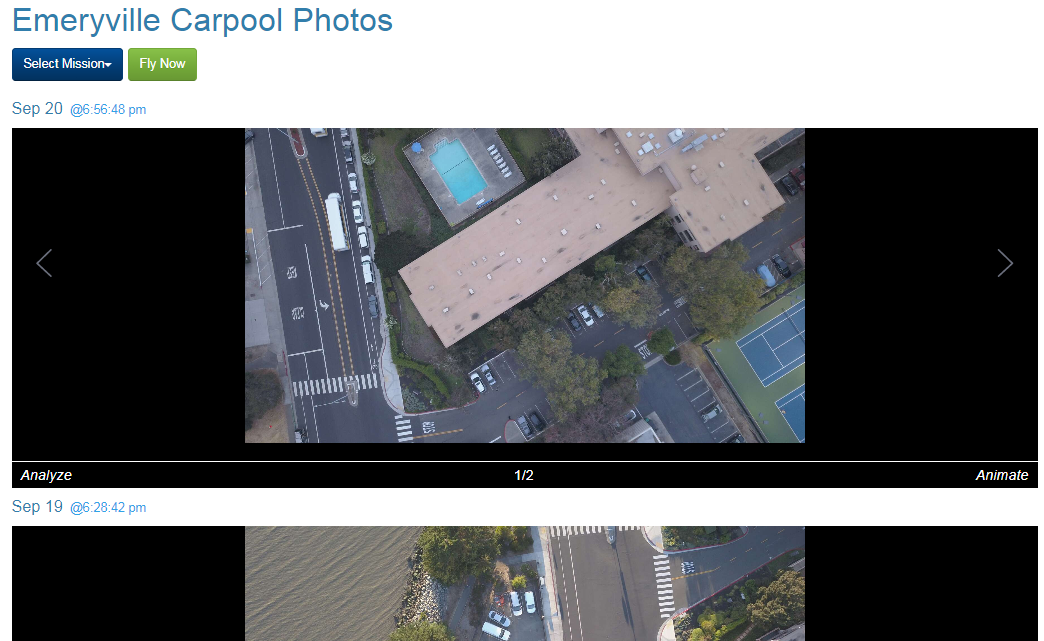 Emeryville Carpool Photos
Select Mission
Fly Now
Sep 20 @6:56:48 pm
Analyze 1/2 Animate
Sep 19 @6:28:42 pm